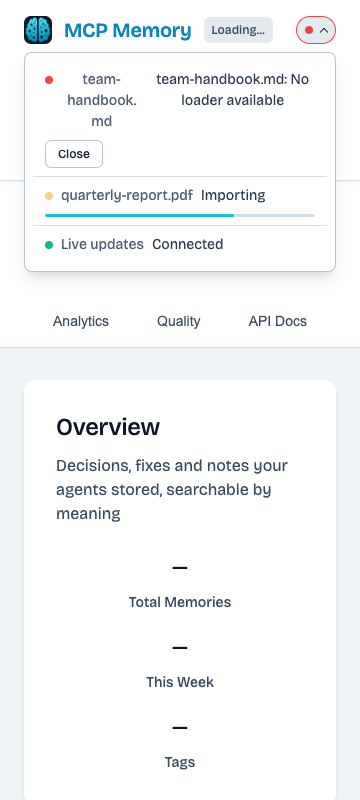 MCP Memory
Loading...
team-
handbook.
md
team-handbook.md: No
loader available
Close
quarterly-report.pdf Importing
Live updates Connected
Analytics Quality API Docs
Overview
Decisions, fixes and notes your
agents stored, searchable by
meaning
—
Total Memories
—
This Week
—
Tags